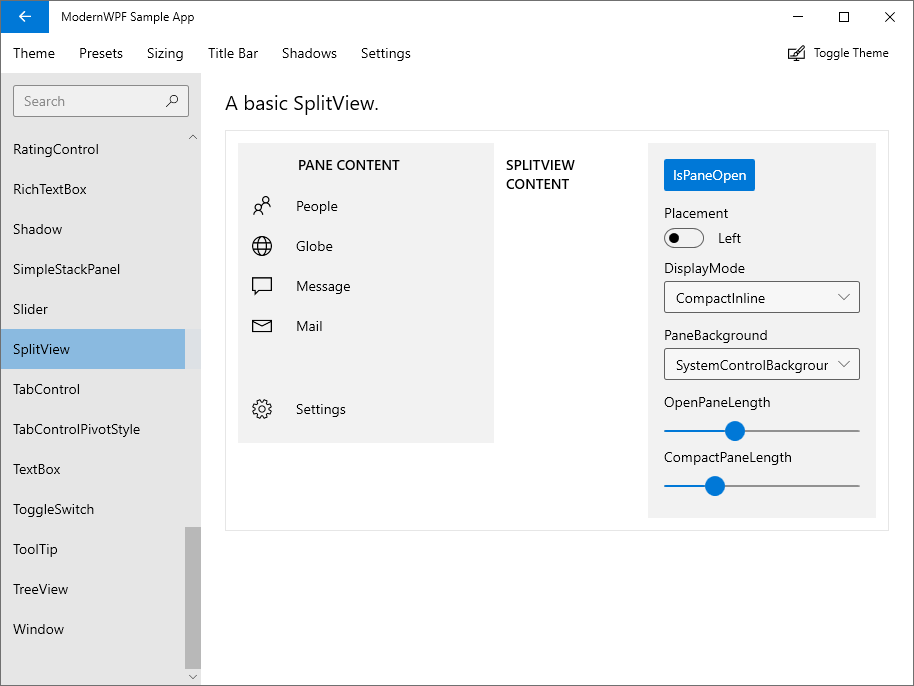 ModernWPF Sample App
Theme Presets Sizing Title Bar Shadows Settings Toggle Theme
Search
RatingControl
RichTextBox
Shadow
SimpleStackPanel
Slider
SplitView
TabControl
TabControlPivotStyle
TextBox
ToggleSwitch
ToolTip
TreeView
Window
A basic SplitView.
PANE CONTENT
People
Globe
Message
Mail
Settings
SPLITVIEW
CONTENT
IsPaneOpen
Placement
Left
DisplayMode
CompactInline
PaneBackground
SystemControlBackgrour
OpenPaneLength
CompactPaneLength